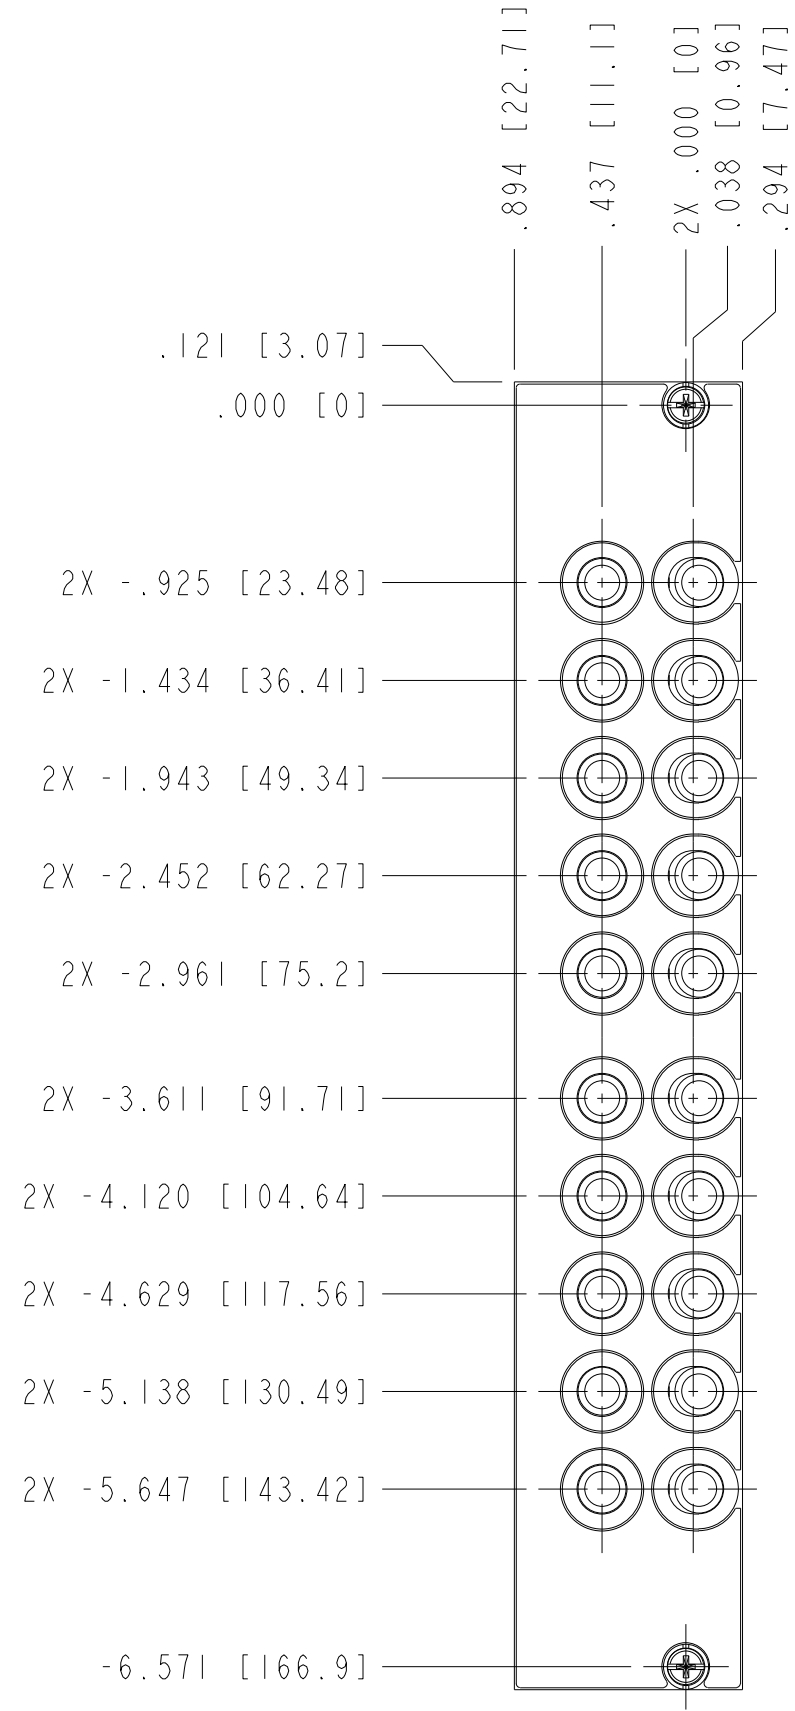 .894 [22.71]
.437 [11.1]
2X .000 [0]
.038 [0.96]
.294 [7.47]
.121 [3.07]
.000 [0]
2X -.925 [23.48]
2X -1.434 [36.41]
2X -1.943 [49.34]
2X -2.452 [62.27]
2X -2.961 [75.2]
2X -3.611 [91.71]
2X -4.120 [104.64]
2X -4.629 [117.56]
2X -5.138 [130.49]
2X -5.647 [143.42]
-6.571 [166.9]